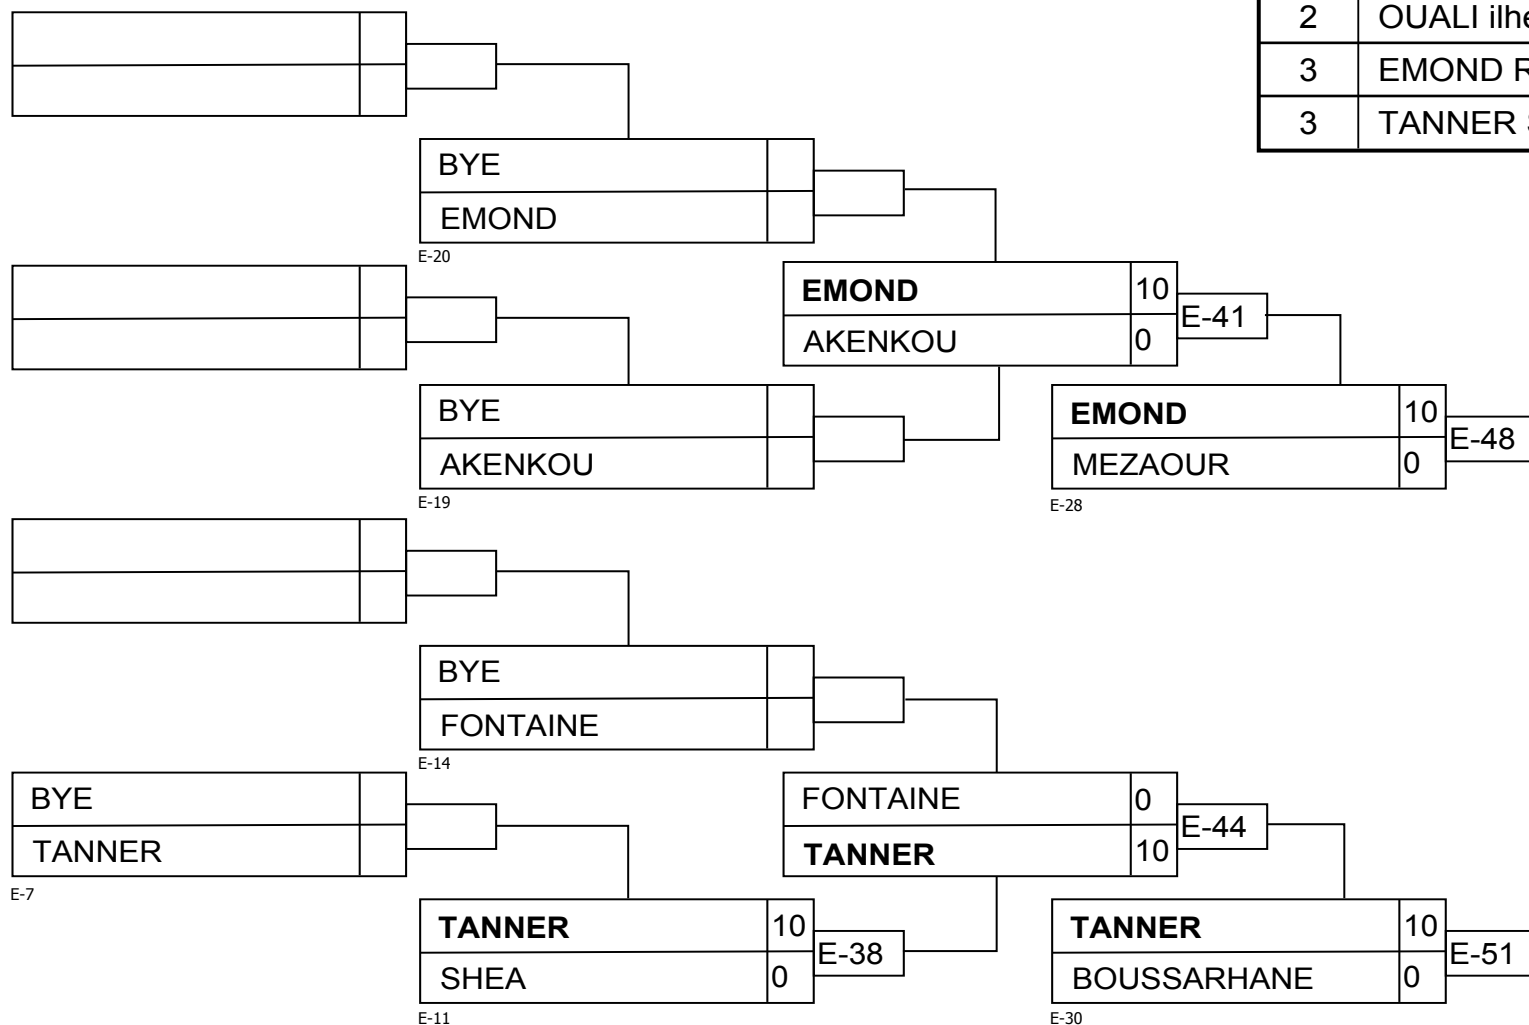 2 OUALI
3 EMOND
3 TANNER
BYE
EMOND
E-20
EMOND 10
AKENKOU 0
E-41
BYE
AKENKOU
E-19
EMOND 10
MEZAOUR 0
E-48
E-28
BYE
FONTAINE
E-14
BYE
TANNER
E-7
FONTAINE 0
TANNER 10
E-44
TANNER 10
SHEA 0
E-38
E-11
TANNER 10
BOUSSARHANE 0
E-51
E-30